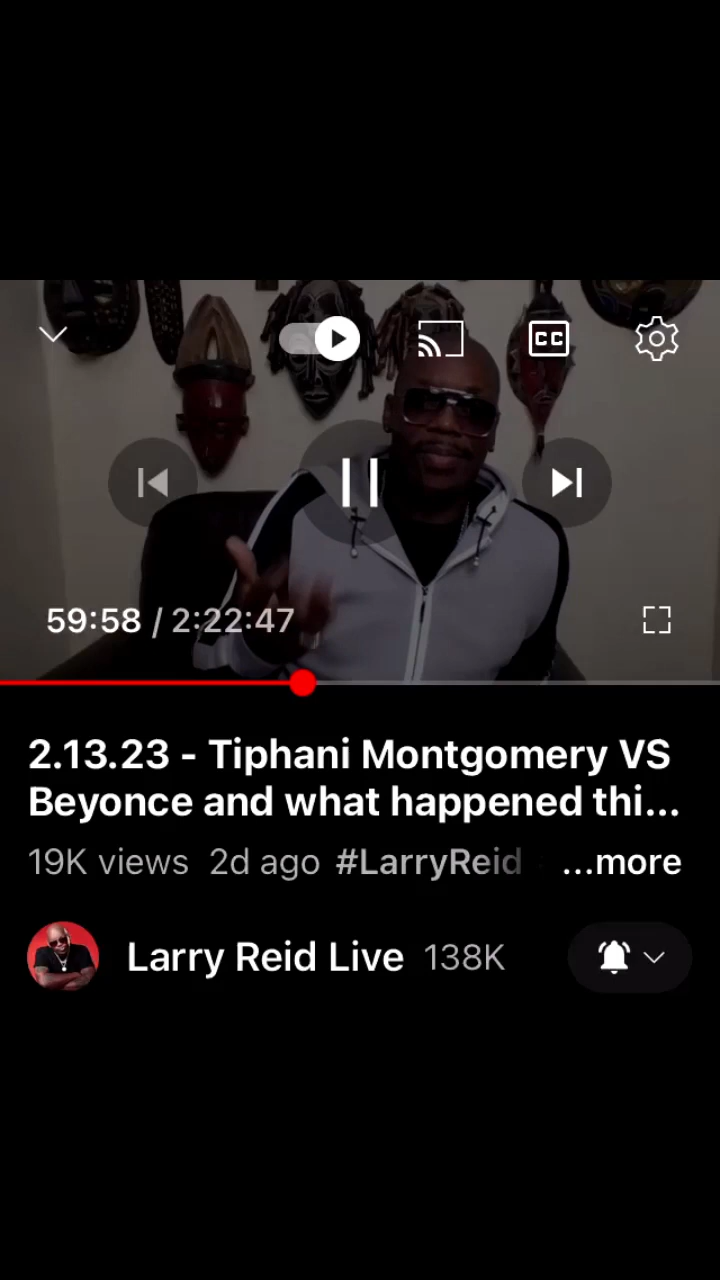 CC
59:58 / 2:22:47
2.13.23 - Tiphani Montgomery VS
Beyonce and what happened thi...
19K views 2d ago #LarryReid ...more
Larry Reid Live 138K